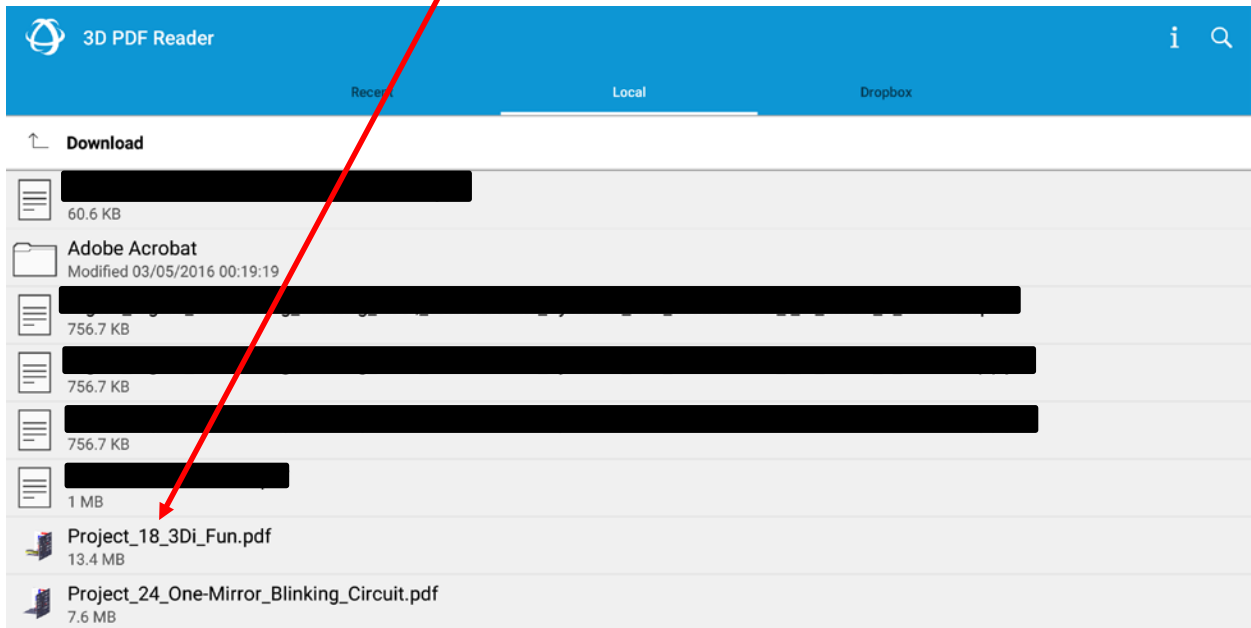 3D PDF Reader
i
Recent Local Dropbox
Download
60.6 KB
Adobe Acrobat
Modified 03/05/2016 00:19:19
756.7 KB
756.7 KB
756.7 KB
1 MB
Project_18_3Di_Fun.pdf
13.4 MB
Project_24_One-Mirror_Blinking_Circuit.pdf
7.6 MB